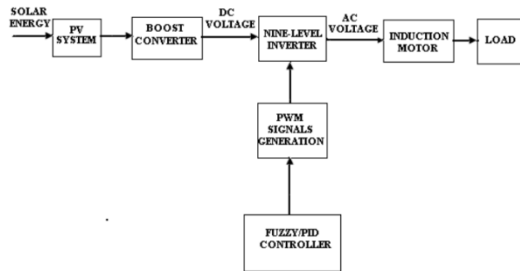 SOLAR
ENERGY
PV
SYSTEM
BOOST
CONVERTER
DC
VOLTAGE
NINE-LEVEL
INVERTER
AC
VOLTAGE
INDUCTION
MOTOR
LOAD
PWM
SIGNALS
GENERATION
FUZZY/PID
CONTROLLER